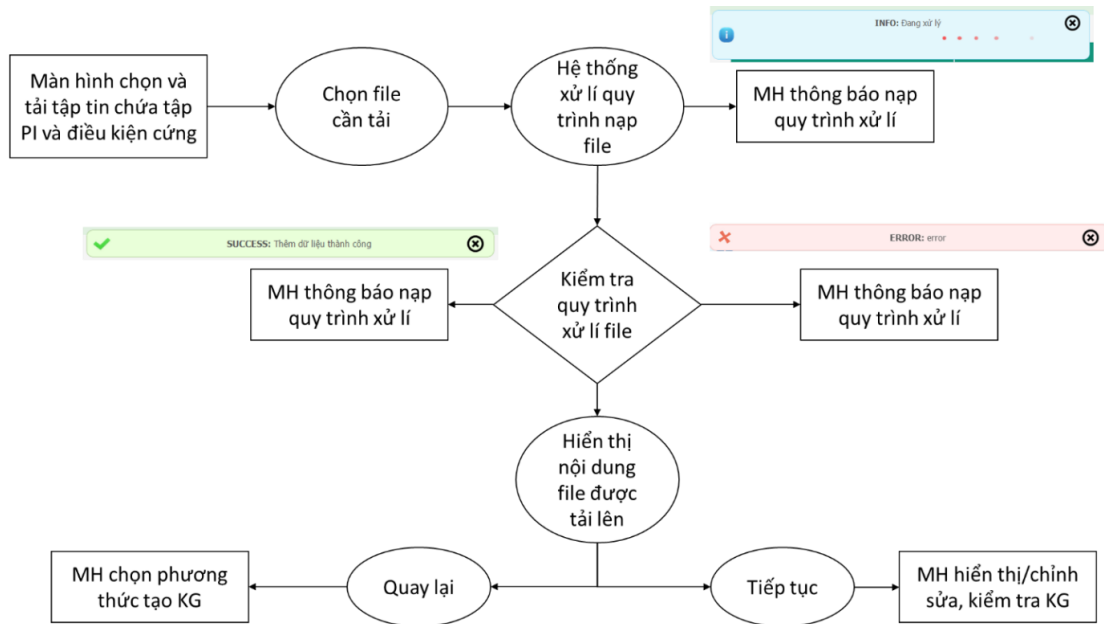 INFO: Đang xử lý
Màn hình chọn và
tải tập tin chứa tập
PI và điều kiện cứng
Chọn file
cần tải
Hệ thống
xử lí quy
trình nạp
file
MH thông báo nạp
quy trình xử lí
SUCCESS: Thêm dữ liệu thành công
ERROR: error
MH thông báo nạp
quy trình xử lí
Kiểm tra
quy trình
xử lí file
MH thông báo nạp
quy trình xử lí
Hiển thị
nội dung
file được
tải lên
MH chọn phương
thức tạo KG
Quay lại
Tiếp tục
MH hiển thị/chỉnh
sửa, kiểm tra KG